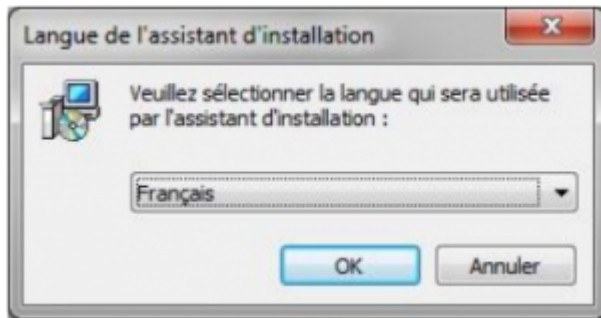 Langue de l'assistant d'installation
Veuillez sélectionner la langue qui sera utilisée
par l'assistant d'installation :
Français
OK
Annuler